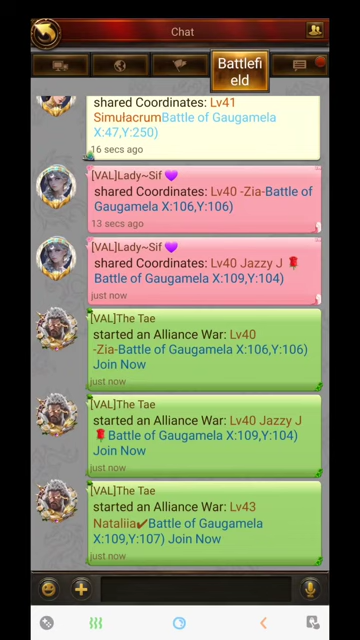 Chat
Battlefi
eld
shared Coordinates: Lv41
SimułacrumBattle of Gaugamela
X:47,Y:250)
16 secs ago
[VAL]Lady~Sif 💜
shared Coordinates: Lv40 -Zia-Battle of
Gaugamela X:106,Y:106)
13 secs ago
[VAL]Lady~Sif 💜
shared Coordinates: Lv40 Jazzy J 🌹
Battle of Gaugamela X:109,Y:104)
just now
[VAL]The Tae
started an Alliance War: Lv40
-Zia-Battle of Gaugamela X:106,Y:106)
Join Now
just now
[VAL]The Tae
started an Alliance War: Lv40 Jazzy J
🌹Battle of Gaugamela X:109,Y:104)
Join Now
just now
[VAL]The Tae
started an Alliance War: Lv43
Nataliia✔Battle of Gaugamela
X:109,Y:107) Join Now
just now